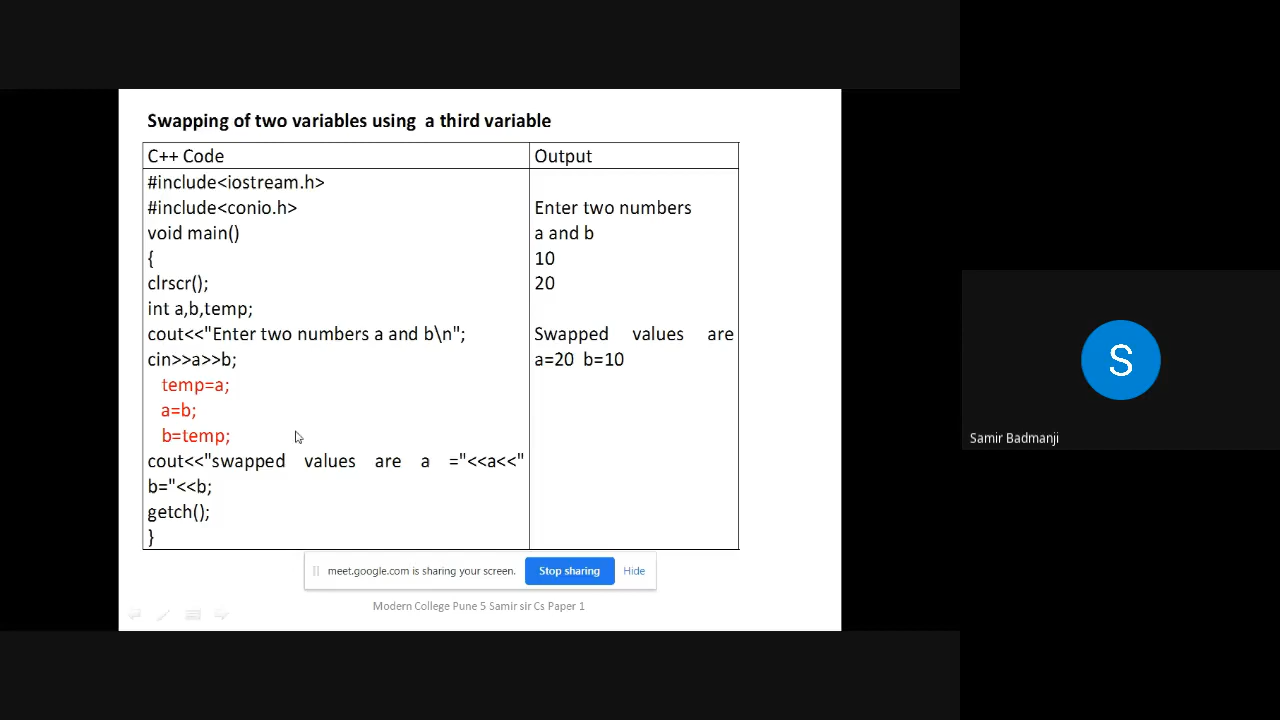 Swapping of two variables using a third variable
C++ Code
#include<iostream.h>
#include<conio.h>
void main()
{
clrscr();
int a,b,temp;
cout<<"Enter two numbers a and b\n";
cin>>a>>b;
temp=a;
a=b;
b=temp;
cout<<"swapped values are a ="<<a<<"
b="<<b;
getch();
}
Output
Enter two numbers
a and b
10
20
Swapped values are
a=20 b=10
meet.google.com is sharing your screen. Stop sharing Hide
Modern College Pune 5 Samir sir Cs Paper 1
S
Samir Badmanji